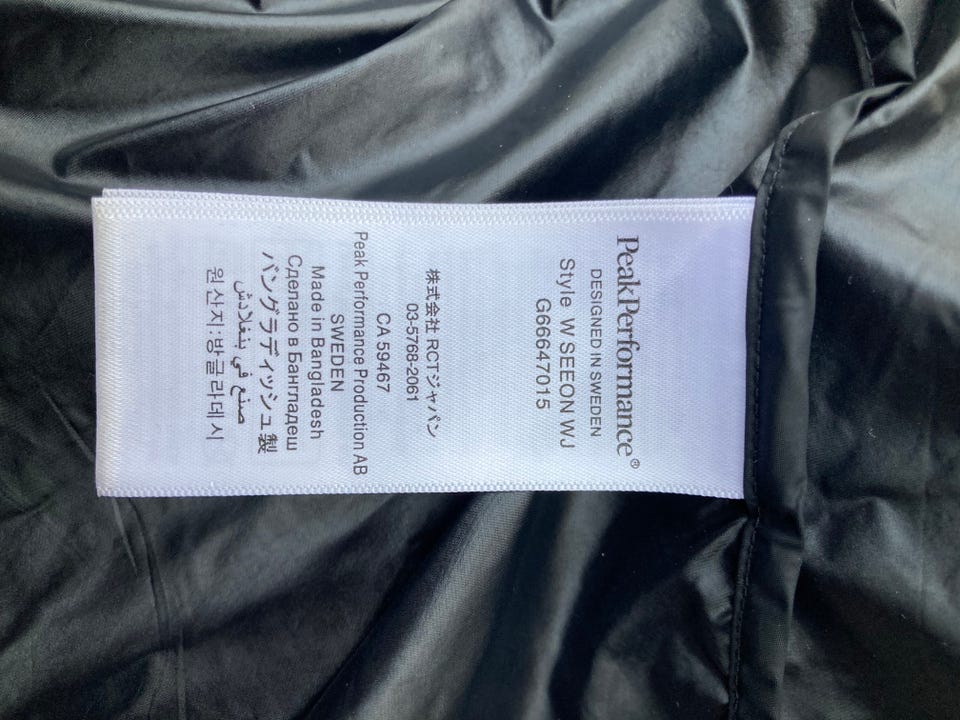 PeakPerformance®
DESIGNED IN SWEDEN
Style W SEEON WJ
G66647015
株式会社 RCTジャパン
03-5768-2061
CA 59467
Peak Performance Production AB
SWEDEN
Made in Bangladesh
Сделано в Бангладеш
バングラディッシュ製
صنع في بنغلادش
원산지:방글라데시